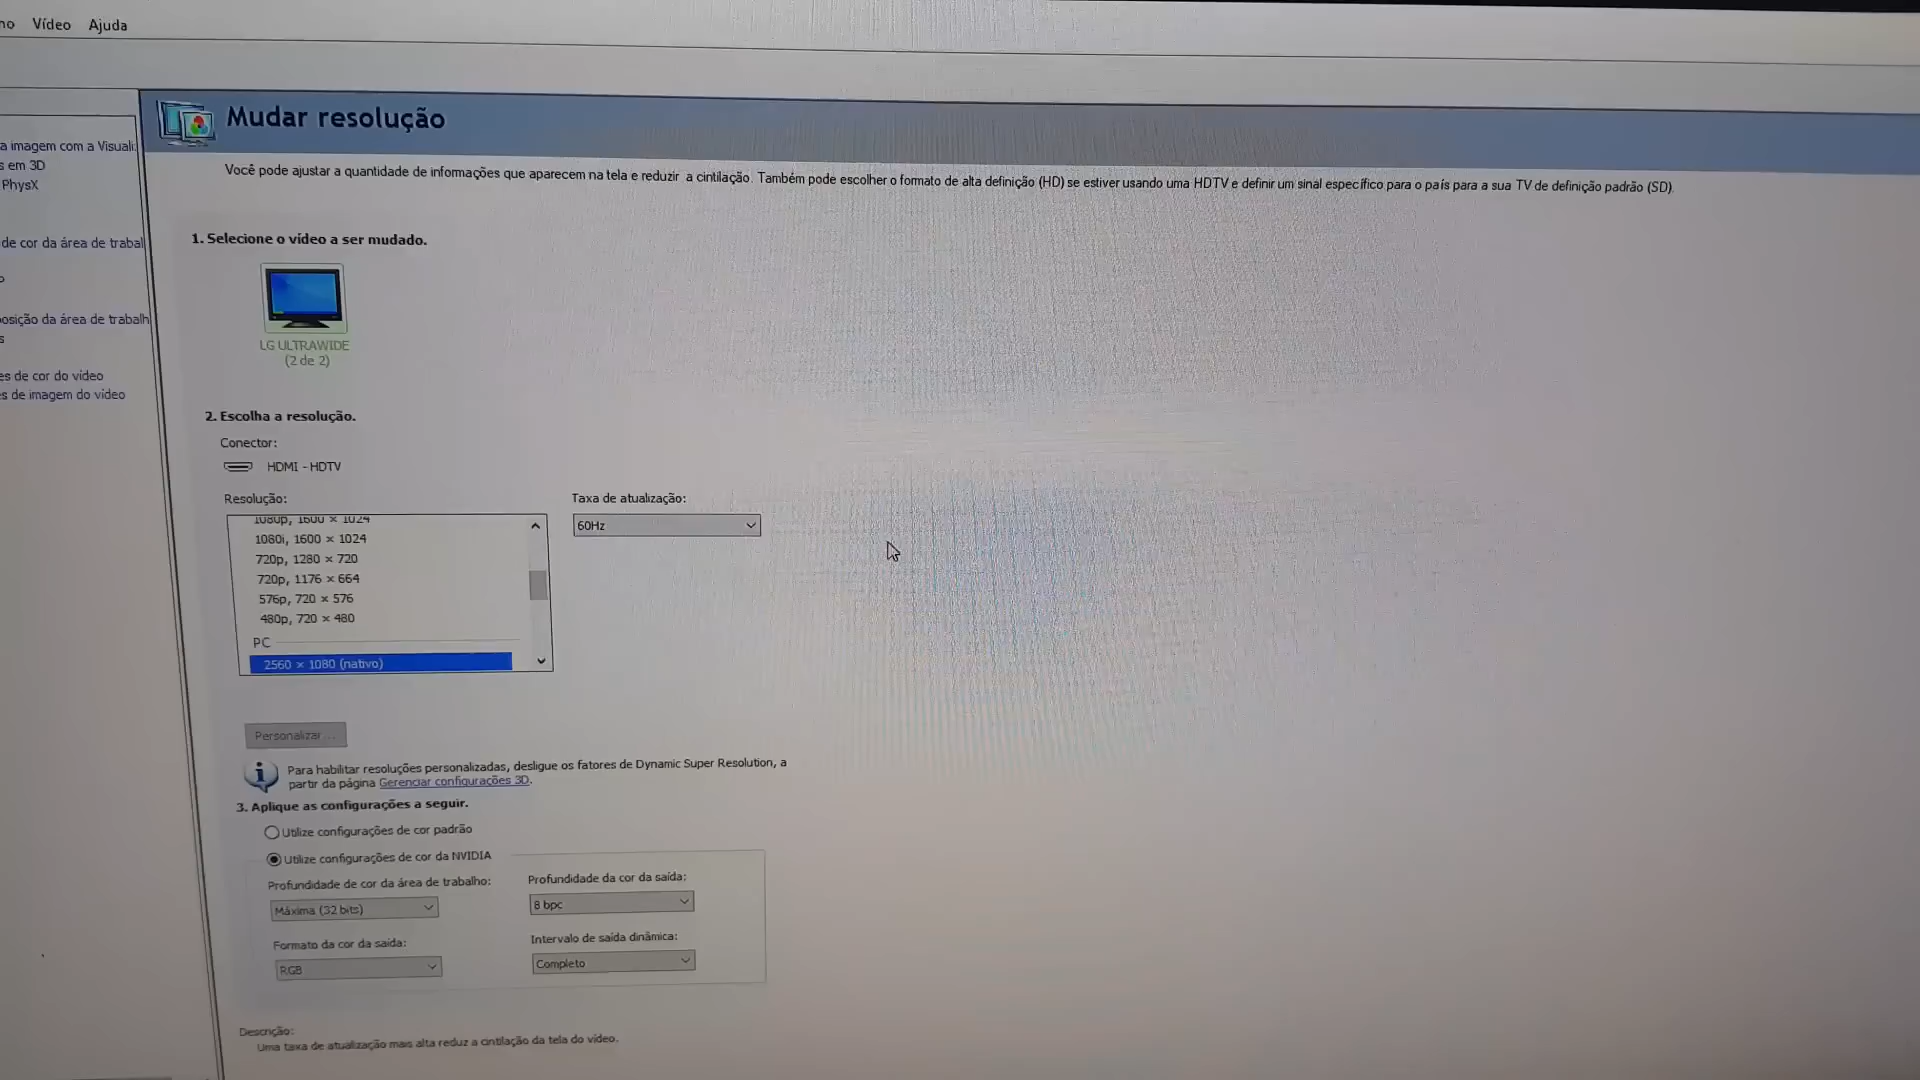 no Vídeo Ajuda
Mudar resolução
a imagem com a Visuali
s em 3D
PhysX
de cor da área de trabal
o
osição da área de trabalh
s
es de cor do vídeo
s de imagem do vídeo
Você pode ajustar a quantidade de informações que aparecem na tela e reduzir a cintilação. Também pode escolher o formato de alta definição (HD) se estiver usando uma HDTV e definir um sinal específico para o país para a sua TV de definição padrão (SD).
1. Selecione o vídeo a ser mudado.
LG ULTRAWIDE
(2 de 2)
2. Escolha a resolução.
Conector:
HDMI - HDTV
Resolução:
Taxa de atualização:
1080p, 1600 × 1024
60Hz
1080i, 1600 × 1024
720p, 1280 × 720
720p, 1176 × 664
576p, 720 × 576
480p, 720 × 480
PC
2560 × 1080 (nativo)
Personalizar...
Para habilitar resoluções personalizadas, desligue os fatores de Dynamic Super Resolution, a
partir da página Gerenciar configurações 3D.
3. Aplique as configurações a seguir.
Utilize configurações de cor padrão
Utilize configurações de cor da NVIDIA
Profundidade de cor da área de trabalho:
Profundidade da cor da saída:
Máxima (32 bits)
8 bpc
Formato da cor da saída:
Intervalo de saída dinâmica:
RGB
Completo
Descrição:
Uma taxa de atualização mais alta reduz a cintilação da tela do vídeo.